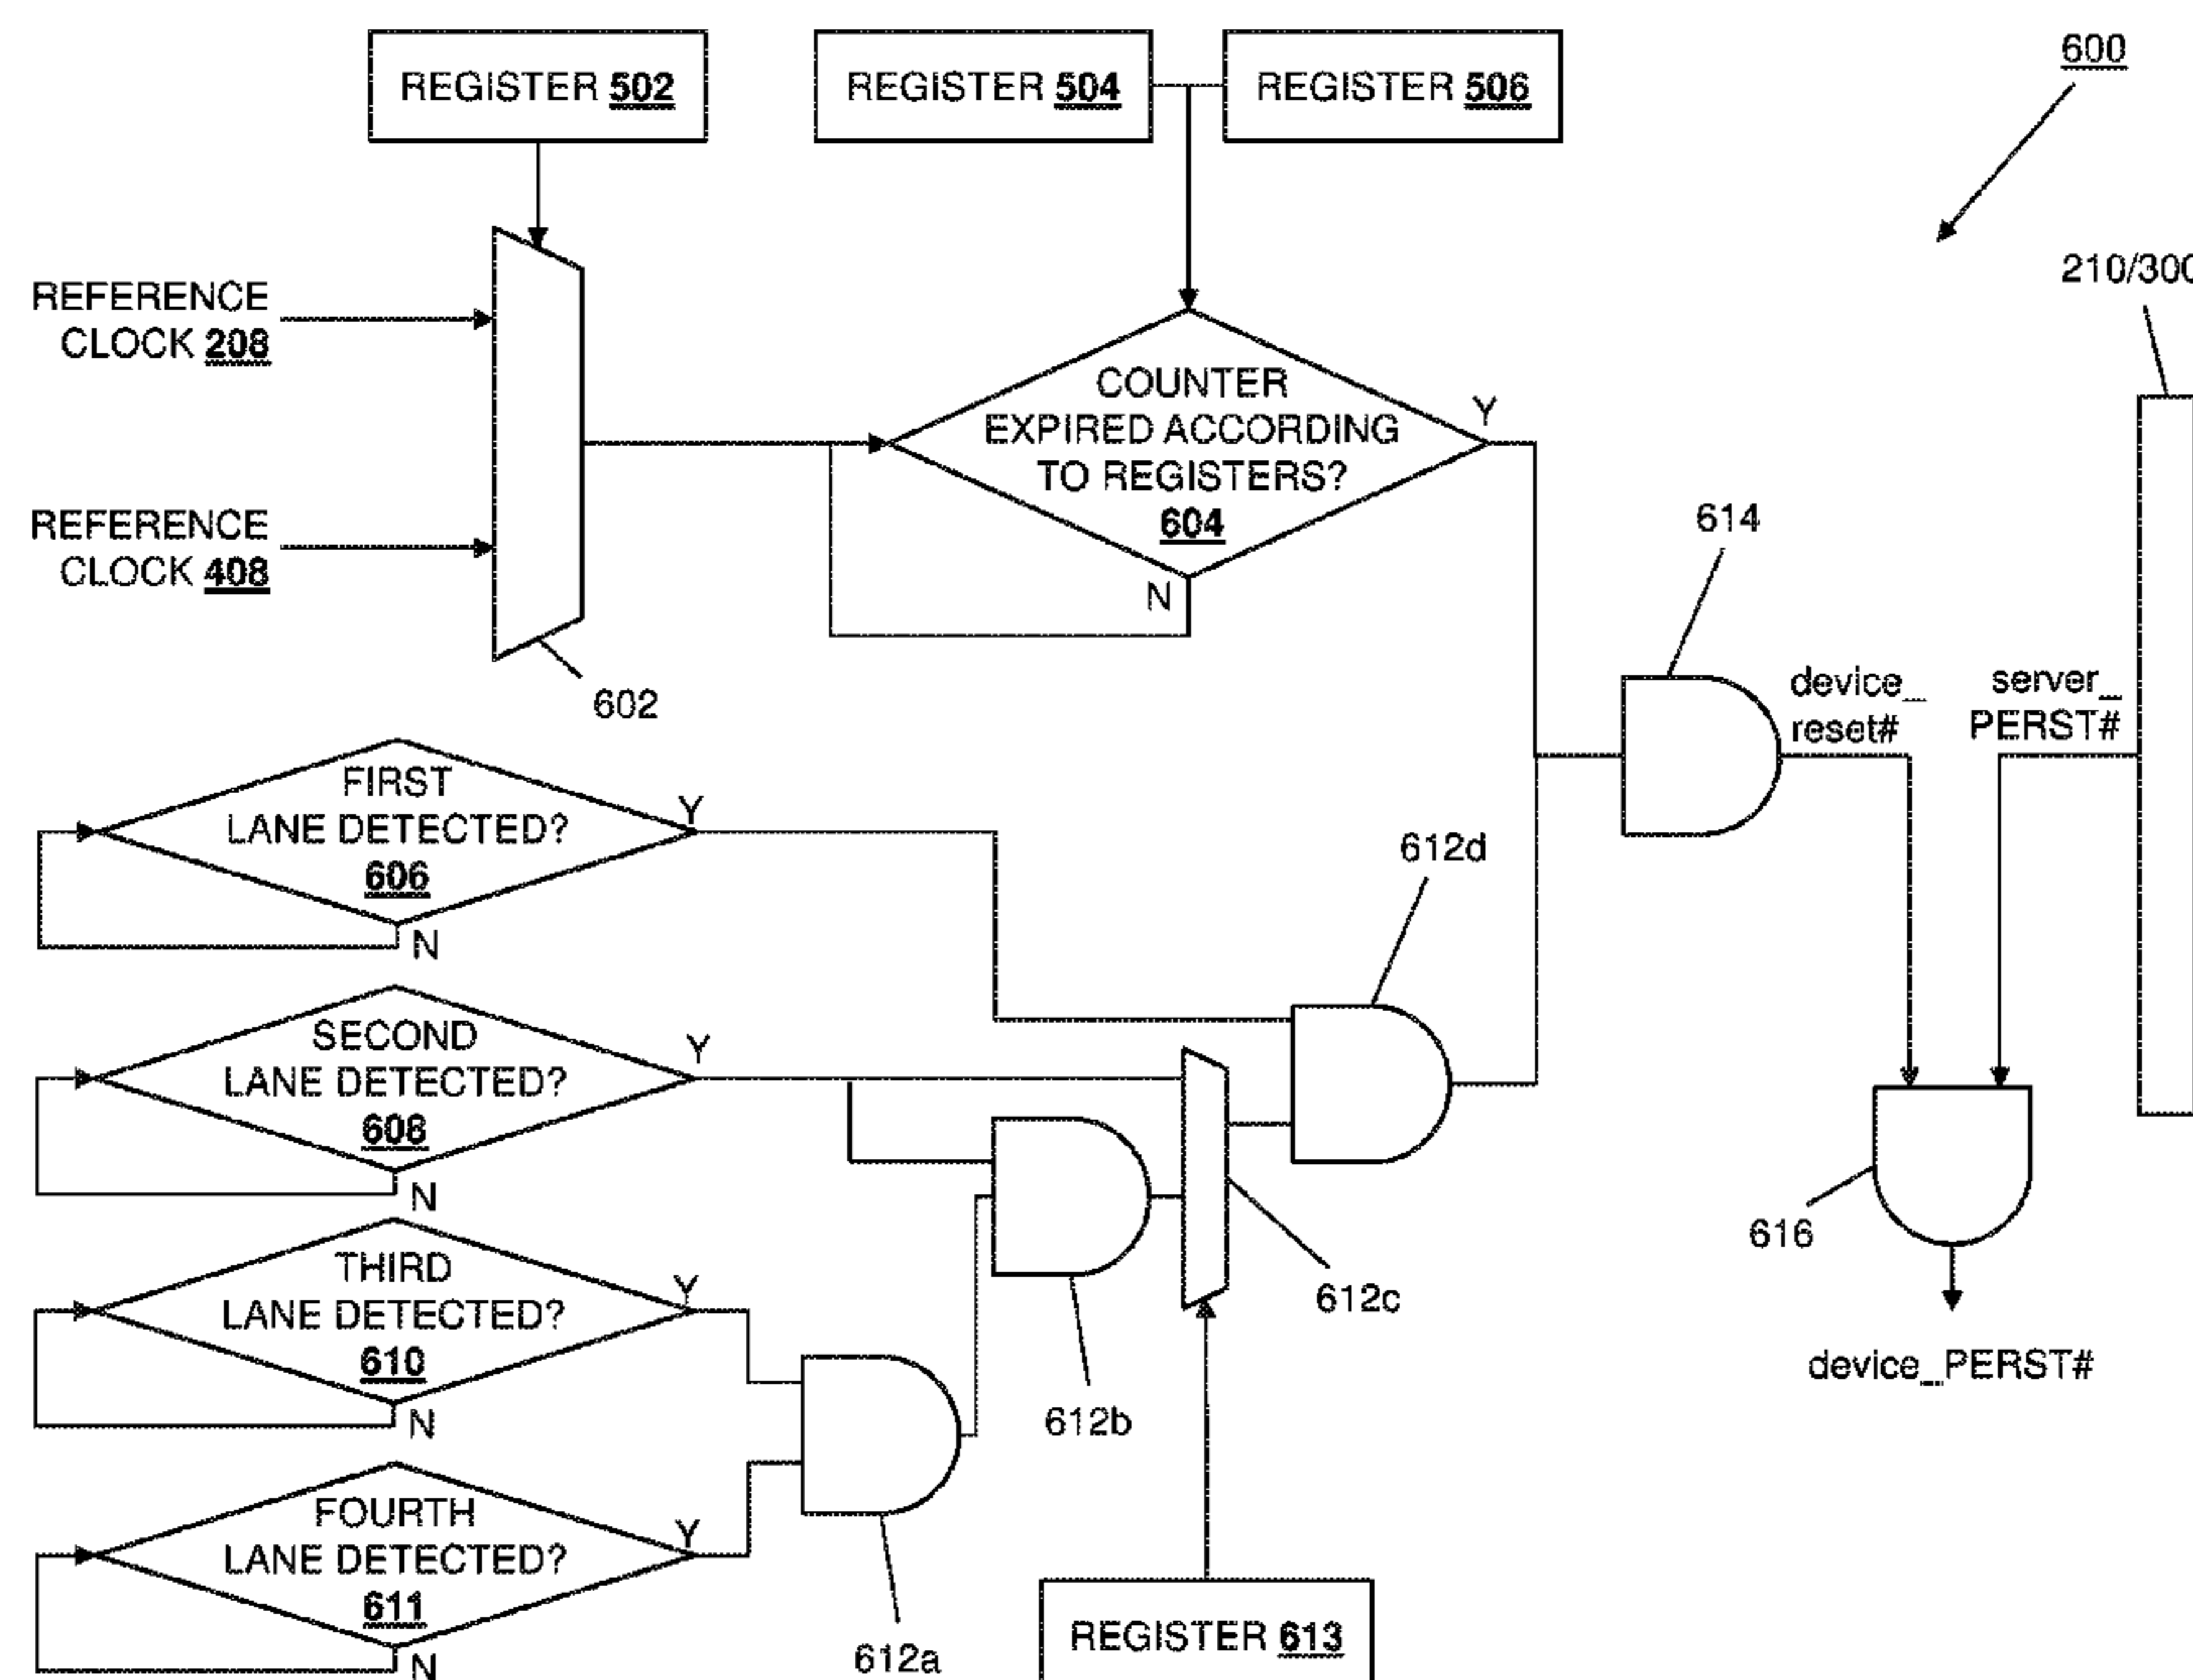 REGISTER 502
REGISTER 504
REGISTER 506
600
210/300
REFERENCE
CLOCK 208
COUNTER
EXPIRED ACCORDING
TO REGISTERS?
604
Y
N
REFERENCE
CLOCK 408
602
614
device_
reset#
server_
PERST#
FIRST
LANE DETECTED?
606
Y
N
612d
SECOND
LANE DETECTED?
608
Y
N
THIRD
LANE DETECTED?
610
Y
N
612b
612c
616
device_PERST#
FOURTH
LANE DETECTED?
611
Y
N
612a
REGISTER 613